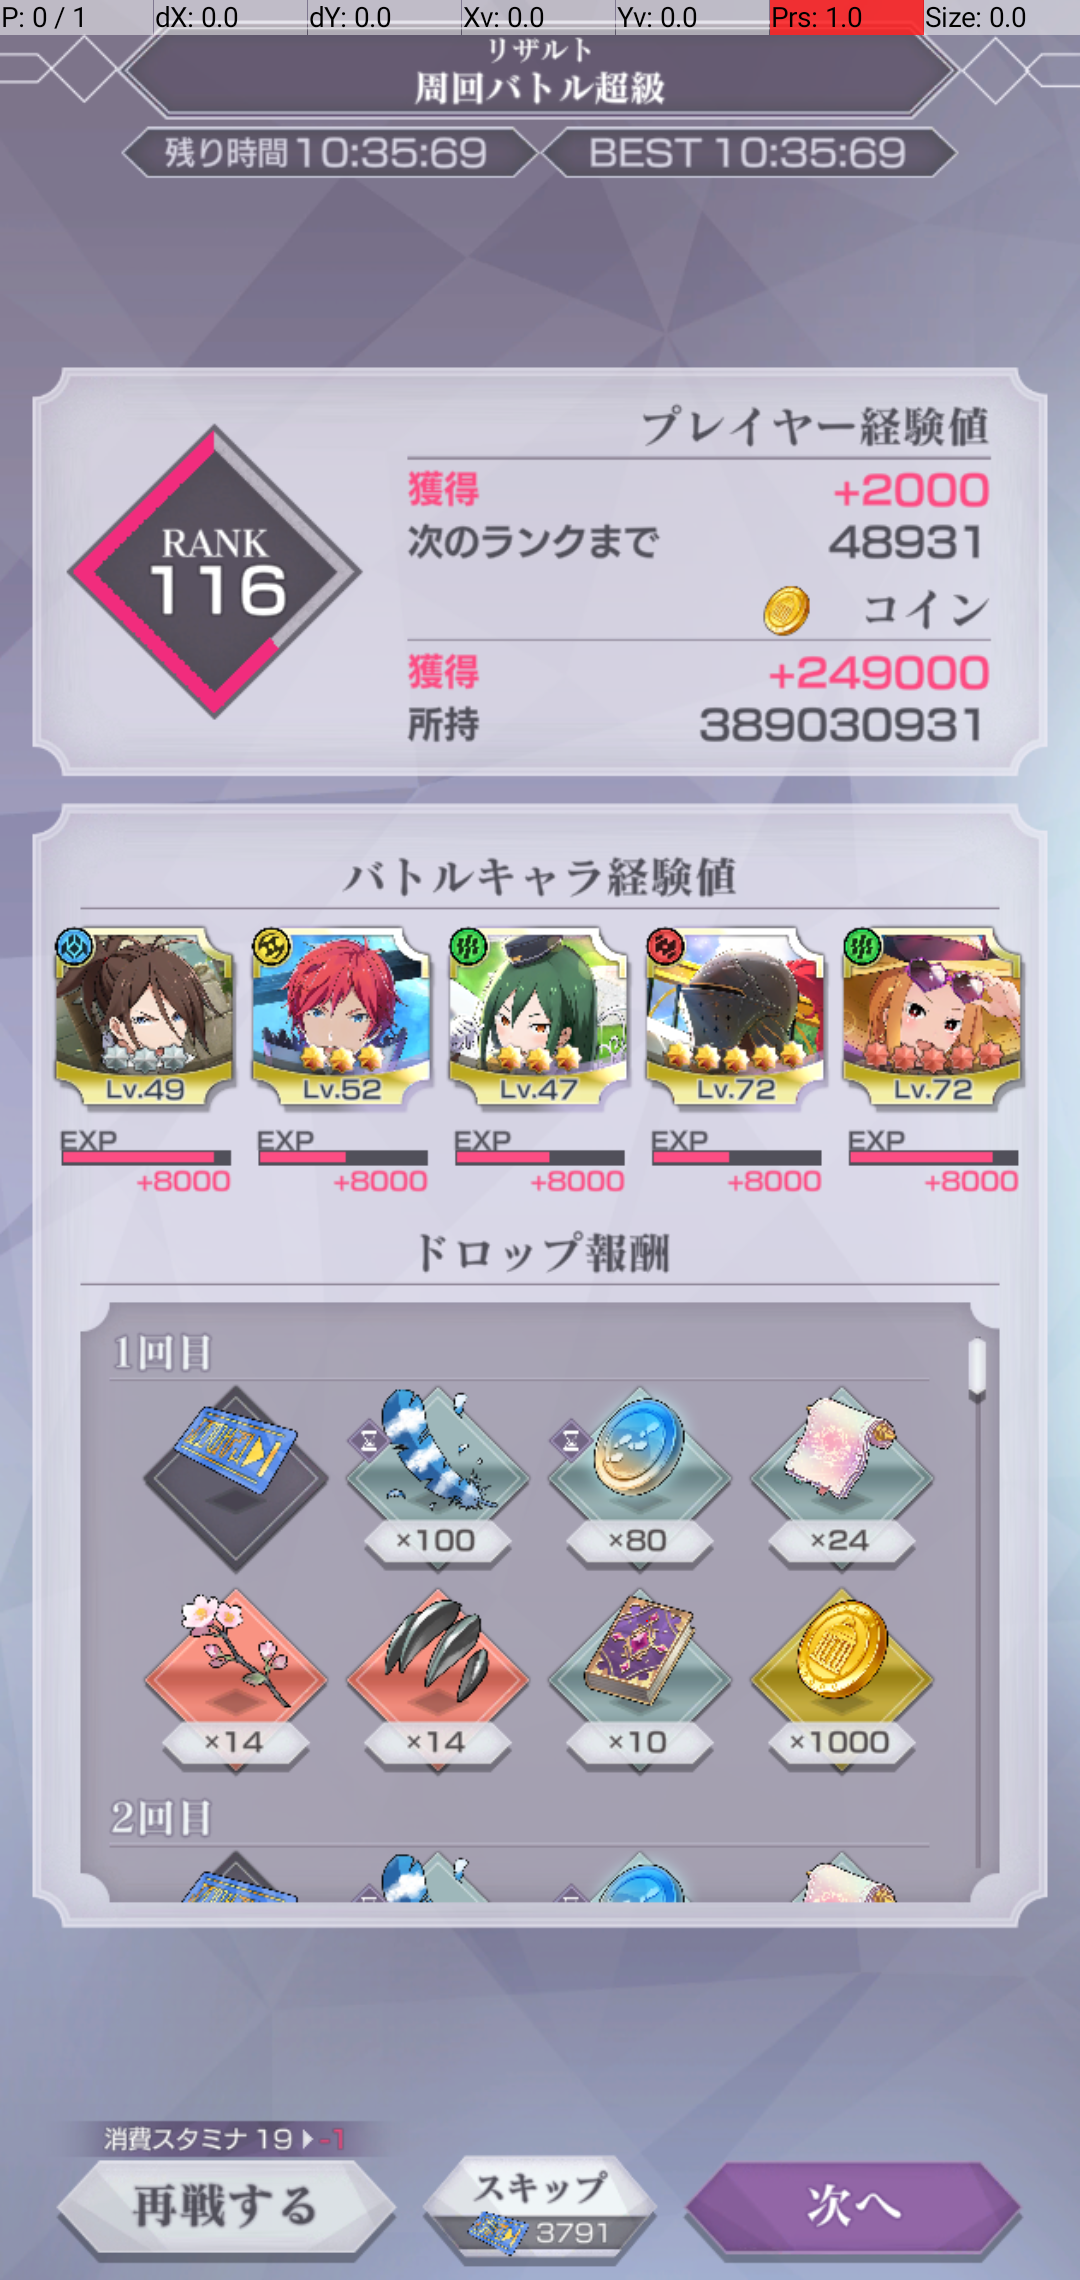 P: 0 / 1 dX: 0.0 dY: 0.0 Xv: 0.0 Yv: 0.0 Prs: 1.0 Size: 0.0
リザルト
周回バトル超級
残り時間 10:35:69 BEST 10:35:69
プレイヤー経験値
獲得 +2000
次のランクまで 48931
RANK
116
コイン
獲得 +249000
所持 389030931
バトルキャラ経験値
Lv.49 Lv.52 Lv.47 Lv.72 Lv.72
EXP EXP EXP EXP EXP
+8000 +8000 +8000 +8000 +8000
ドロップ報酬
1回目
×100 ×80 ×24
×14 ×14 ×10 ×1000
2回目
消費スタミナ 19 -1
再戦する スキップ 次へ
3791